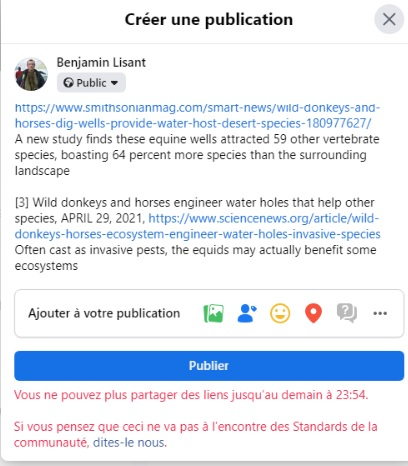 Créer une publication
Benjamin Lisant
Public
https://www.smithsonianmag.com/smart-news/wild-donkeys-and-
horses-dig-wells-provide-water-host-desert-species-180977627/
A new study finds these equine wells attracted 59 other vertebrate
species, boasting 64 percent more species than the surrounding
landscape
[3] Wild donkeys and horses engineer water holes that help other
species, APRIL 29, 2021, https://www.sciencenews.org/article/wild-
donkeys-horses-ecosystem-engineer-water-holes-invasive-species
Often cast as invasive pests, the equids may actually benefit some
ecosystems
Ajouter à votre publication
Publier
Vous ne pouvez plus partager des liens jusqu'au demain à 23:54.
Si vous pensez que ceci ne va pas à l'encontre des Standards de la
communauté, dites-le nous.